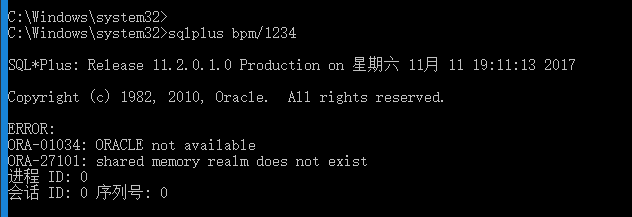 C:\Windows\system32>
C:\Windows\system32>sqlplus bpm/1234
SQL*Plus: Release 11.2.0.1.0 Production on 星期六 11月 11 19:11:13 2017
Copyright (c) 1982, 2010, Oracle.  All rights reserved.
ERROR:
ORA-01034: ORACLE not available
ORA-27101: shared memory realm does not exist
进程 ID: 0
会话 ID: 0 序列号: 0